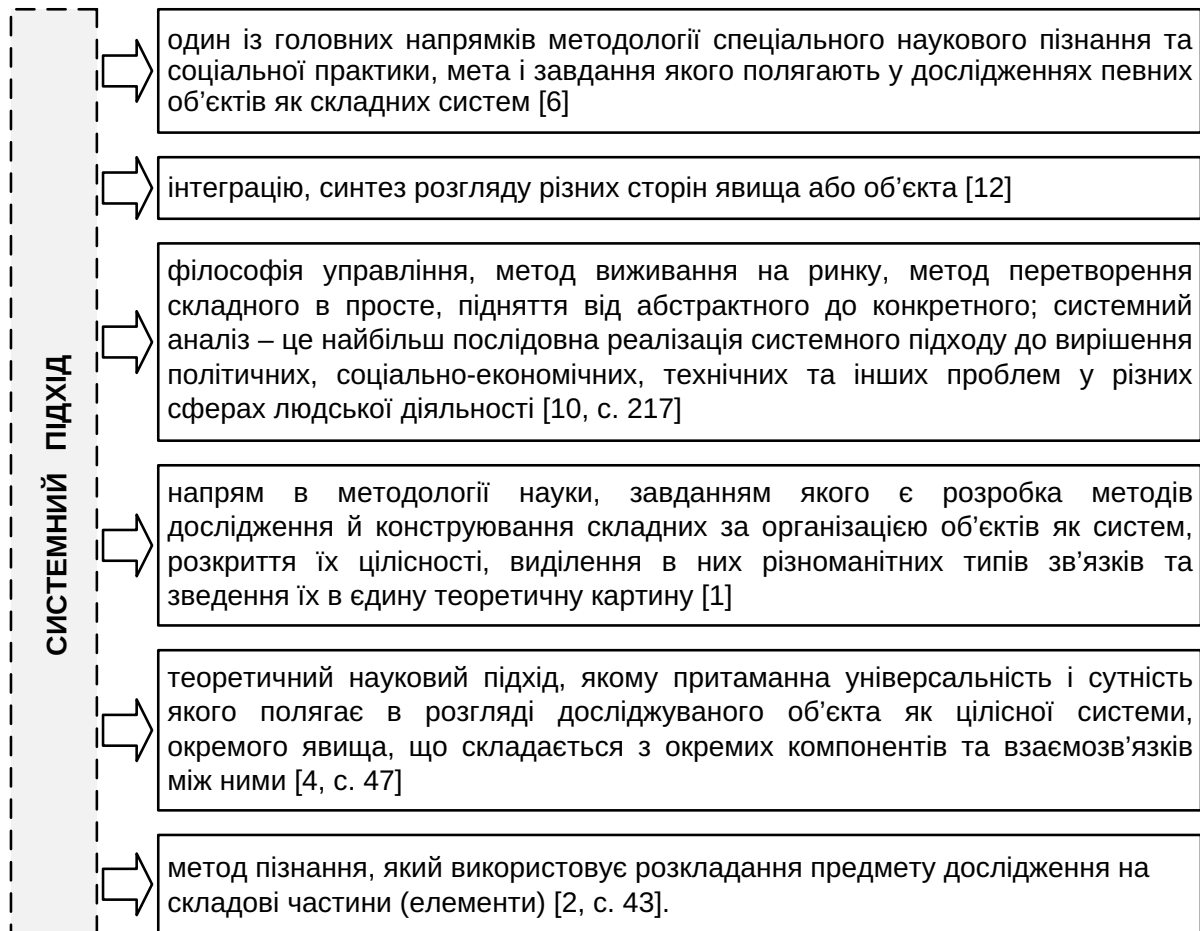 СИСТЕМНИЙ ПІДХІД
один із головних напрямків методології спеціального наукового пізнання та
соціальної практики, мета і завдання якого полягають у дослідженнях певних
об’єктів як складних систем [6]
інтеграцію, синтез розгляду різних сторін явища або об’єкта [12]
філософія управління, метод виживання на ринку, метод перетворення
складного в просте, підняття від абстрактного до конкретного; системний
аналіз – це найбільш послідовна реалізація системного підходу до вирішення
політичних, соціально-економічних, технічних та інших проблем у різних
сферах людської діяльності [10, с. 217]
напрям в методології науки, завданням якого є розробка методів
дослідження й конструювання складних за організацією об’єктів як систем,
розкриття їх цілісності, виділення в них різноманітних типів зв’язків та
зведення їх в єдину теоретичну картину [1]
теоретичний науковий підхід, якому притаманна універсальність і сутність
якого полягає в розгляді досліджуваного об’єкта як цілісної системи,
окремого явища, що складається з окремих компонентів та взаємозв’язків
між ними [4, с. 47]
метод пізнання, який використовує розкладання предмету дослідження на
складові частини (елементи) [2, с. 43].